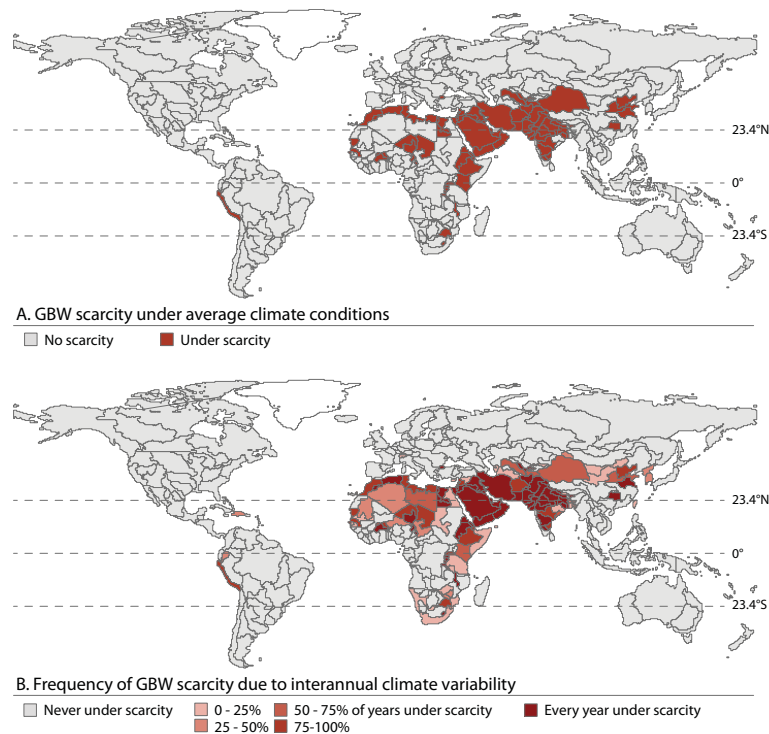 23.4°N
0°
23.4°S
A. GBW scarcity under average climate conditions
No scarcity Under scarcity
23.4°N
0°
23.4°S
B. Frequency of GBW scarcity due to interannual climate variability
Never under scarcity 0 - 25% 50 - 75% of years under scarcity Every year under scarcity
25 - 50% 75-100%